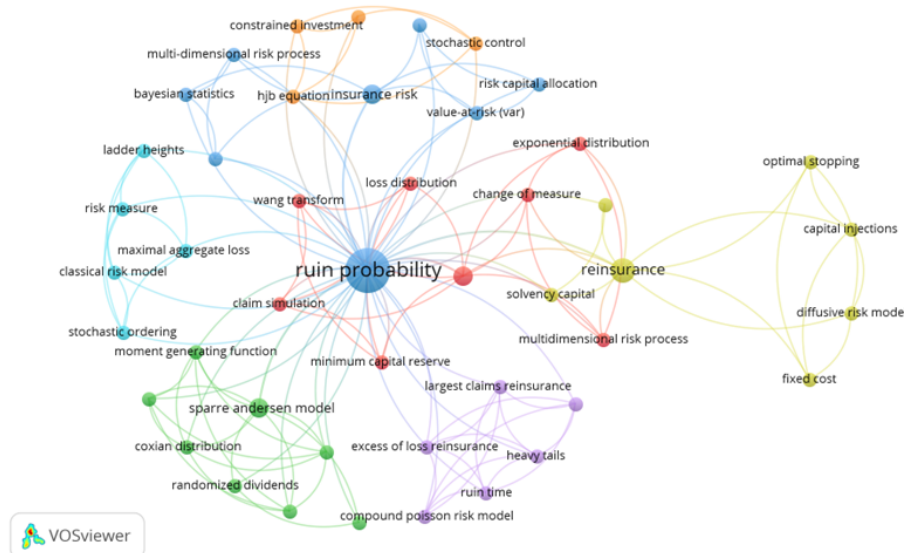 constrained investment
stochastic control
multi-dimensional risk process
risk capital allocation
bayesian statistics
hjb equation
insurance risk
value-at-risk (var)
exponential distribution
ladder heights
optimal stopping
loss distribution
change of measure
wang transform
risk measure
capital injections
maximal aggregate loss
classical risk model
ruin probability
reinsurance
solvency capital
claim simulation
diffusive risk mode
stochastic ordering
multidimensional risk process
moment generating function
minimum capital reserve
fixed cost
largest claims reinsurance
sparre andersen model
coxian distribution
excess of loss reinsurance
heavy tails
randomized dividends
ruin time
compound poisson risk model
VOSviewer